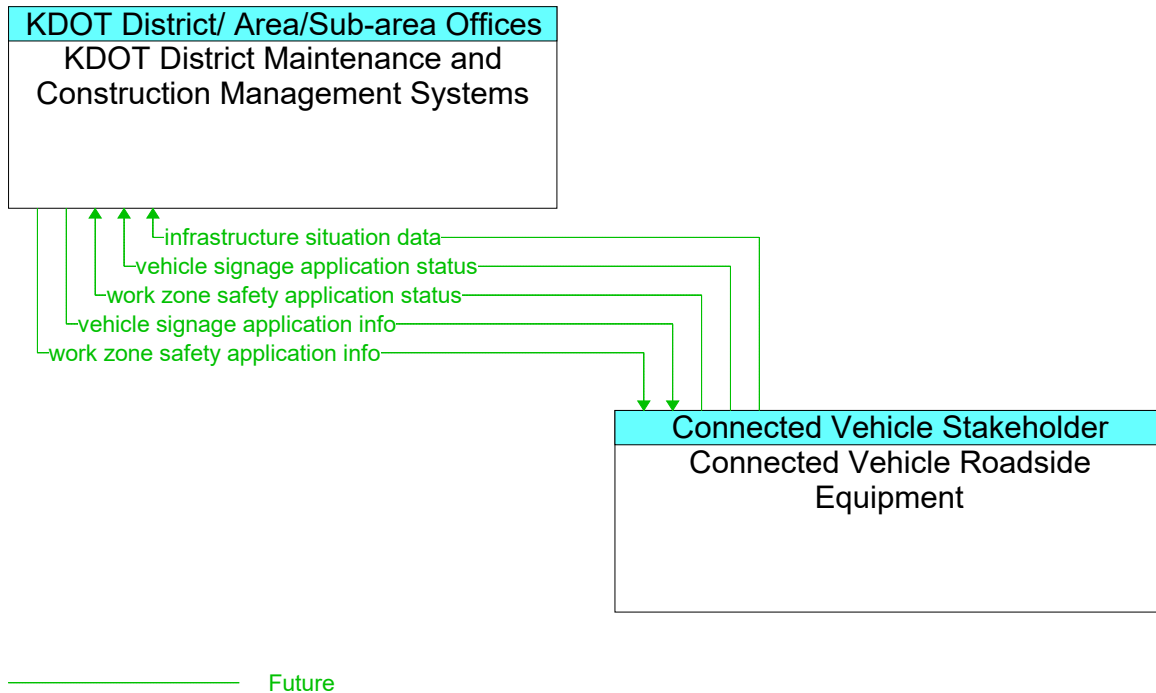 KDOT District/ Area/Sub-area Offices
KDOT District Maintenance and
Construction Management Systems
infrastructure situation data
vehicle signage application status
work zone safety application status
vehicle signage application info
work zone safety application info
Connected Vehicle Stakeholder
Connected Vehicle Roadside
Equipment
Future